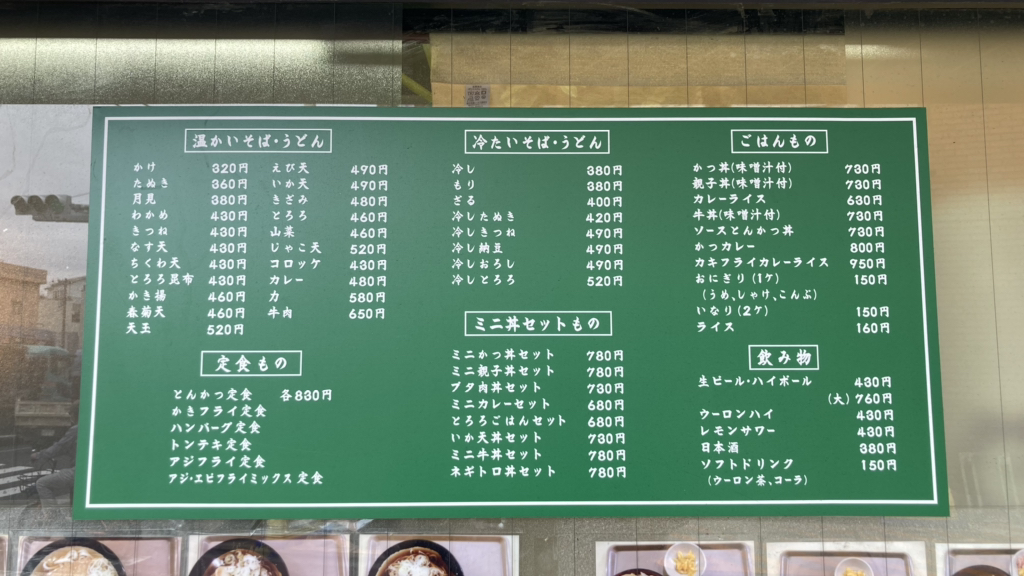 温かいそば・うどん
かけ 320円 えび天 490円
たぬき 360円 いか天 490円
月見 380円 きざみ 480円
わかめ 430円 とろろ 460円
きつね 430円 山菜 460円
なす天 430円 じゃこ天 520円
ちくわ天 430円 コロッケ 430円
とろろ昆布 430円 カレー 480円
かき揚 460円 力 580円
春菊天 460円 牛肉 650円
天玉 520円
定食もの
とんかつ定食 各830円
かきフライ定食
ハンバーグ定食
トンテキ定食
アジフライ定食
アジ・エビフライミックス定食
冷たいそば・うどん
冷し 380円
もり 380円
ざる 400円
冷したぬき 420円
冷しきつね 490円
冷し納豆 490円
冷しおろし 490円
冷しとろろ 520円
ミニ丼セットもの
ミニかつ丼セット 780円
ミニ親子丼セット 780円
ブタ肉丼セット 730円
ミニカレーセット 680円
とろろごはんセット 680円
いか天丼セット 730円
ミニ牛丼セット 780円
ネギトロ丼セット 780円
ごはんもの
かつ丼(味噌汁付) 730円
親子丼(味噌汁付) 730円
カレーライス 630円
牛丼(味噌汁付) 730円
ソースとんかつ丼 730円
かつカレー 800円
カキフライカレーライス 950円
おにぎり(1ケ) 150円
(うめ、しゃけ、こんぶ)
いなり(2ケ) 150円
ライス 160円
飲み物
生ビール・ハイボール 430円
(大)760円
ウーロンハイ 430円
レモンサワー 430円
日本酒 380円
ソフトドリンク 150円
(ウーロン茶、コーラ)